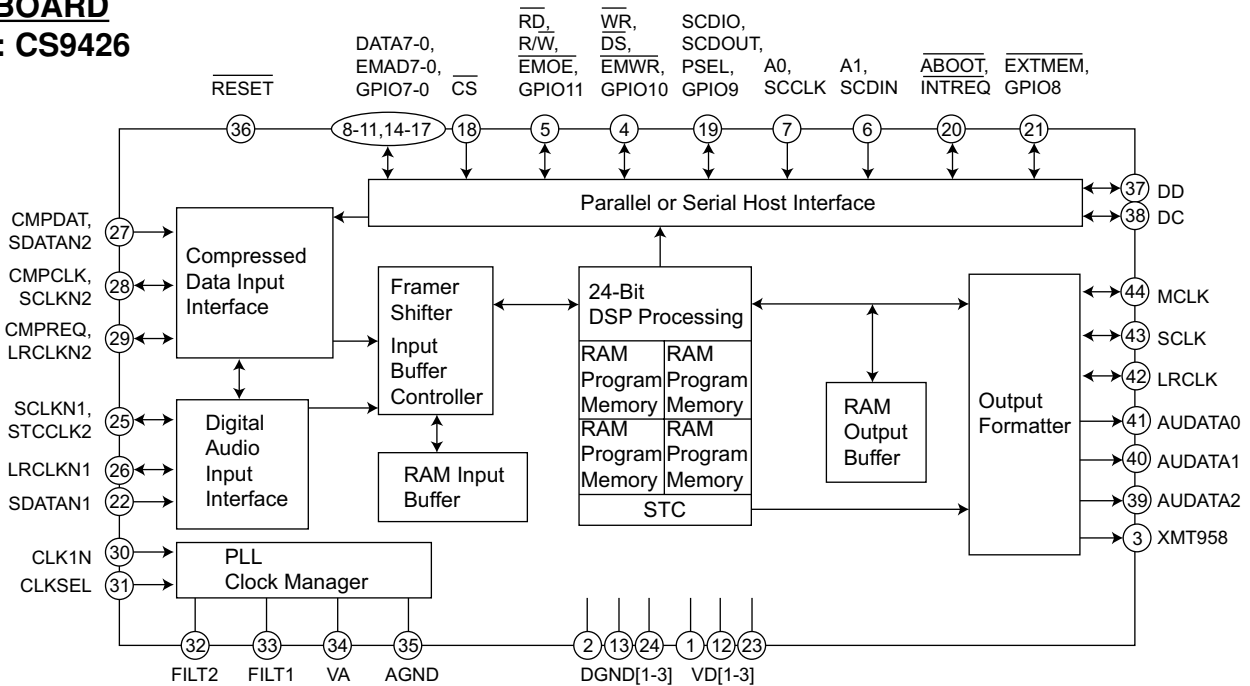 BOARD
: CS9426
RESET
DATA7-0,
EMAD7-0,
GPIO7-0
CS
RD,
R/W,
EMOE,
GPIO11
WR,
DS,
EMWR,
GPIO10
SCDIO,
SCDOUT,
PSEL,
GPIO9
A0,
SCCLK
A1,
SCDIN
ABOOT,
INTREQ
EXTMEM,
GPIO8
36
8-11,14-17
18
5
4
19
7
6
20
21
Parallel or Serial Host Interface
37
DD
38
DC
CMPDAT,
SDATAN2
27
CMPCLK,
SCLKN2
28
CMPREQ,
LRCLKN2
29
Compressed
Data Input
Interface
Framer
Shifter
Input
Buffer
Controller
24-Bit
DSP Processing
RAM
Program
Memory
RAM
Program
Memory
RAM
Program
Memory
RAM
Program
Memory
STC
RAM
Output
Buffer
Output
Formatter
44
MCLK
43
SCLK
42
LRCLK
41
AUDATA0
40
AUDATA1
39
AUDATA2
3
XMT958
SCLKN1,
STCCLK2
25
LRCLKN1
26
SDATAN1
22
Digital
Audio
Input
Interface
RAM Input
Buffer
CLK1N
30
CLKSEL
31
PLL
Clock Manager
32
33
34
35
2
13
24
1
12
23
FILT2
FILT1
VA
AGND
DGND[1-3]
VD[1-3]